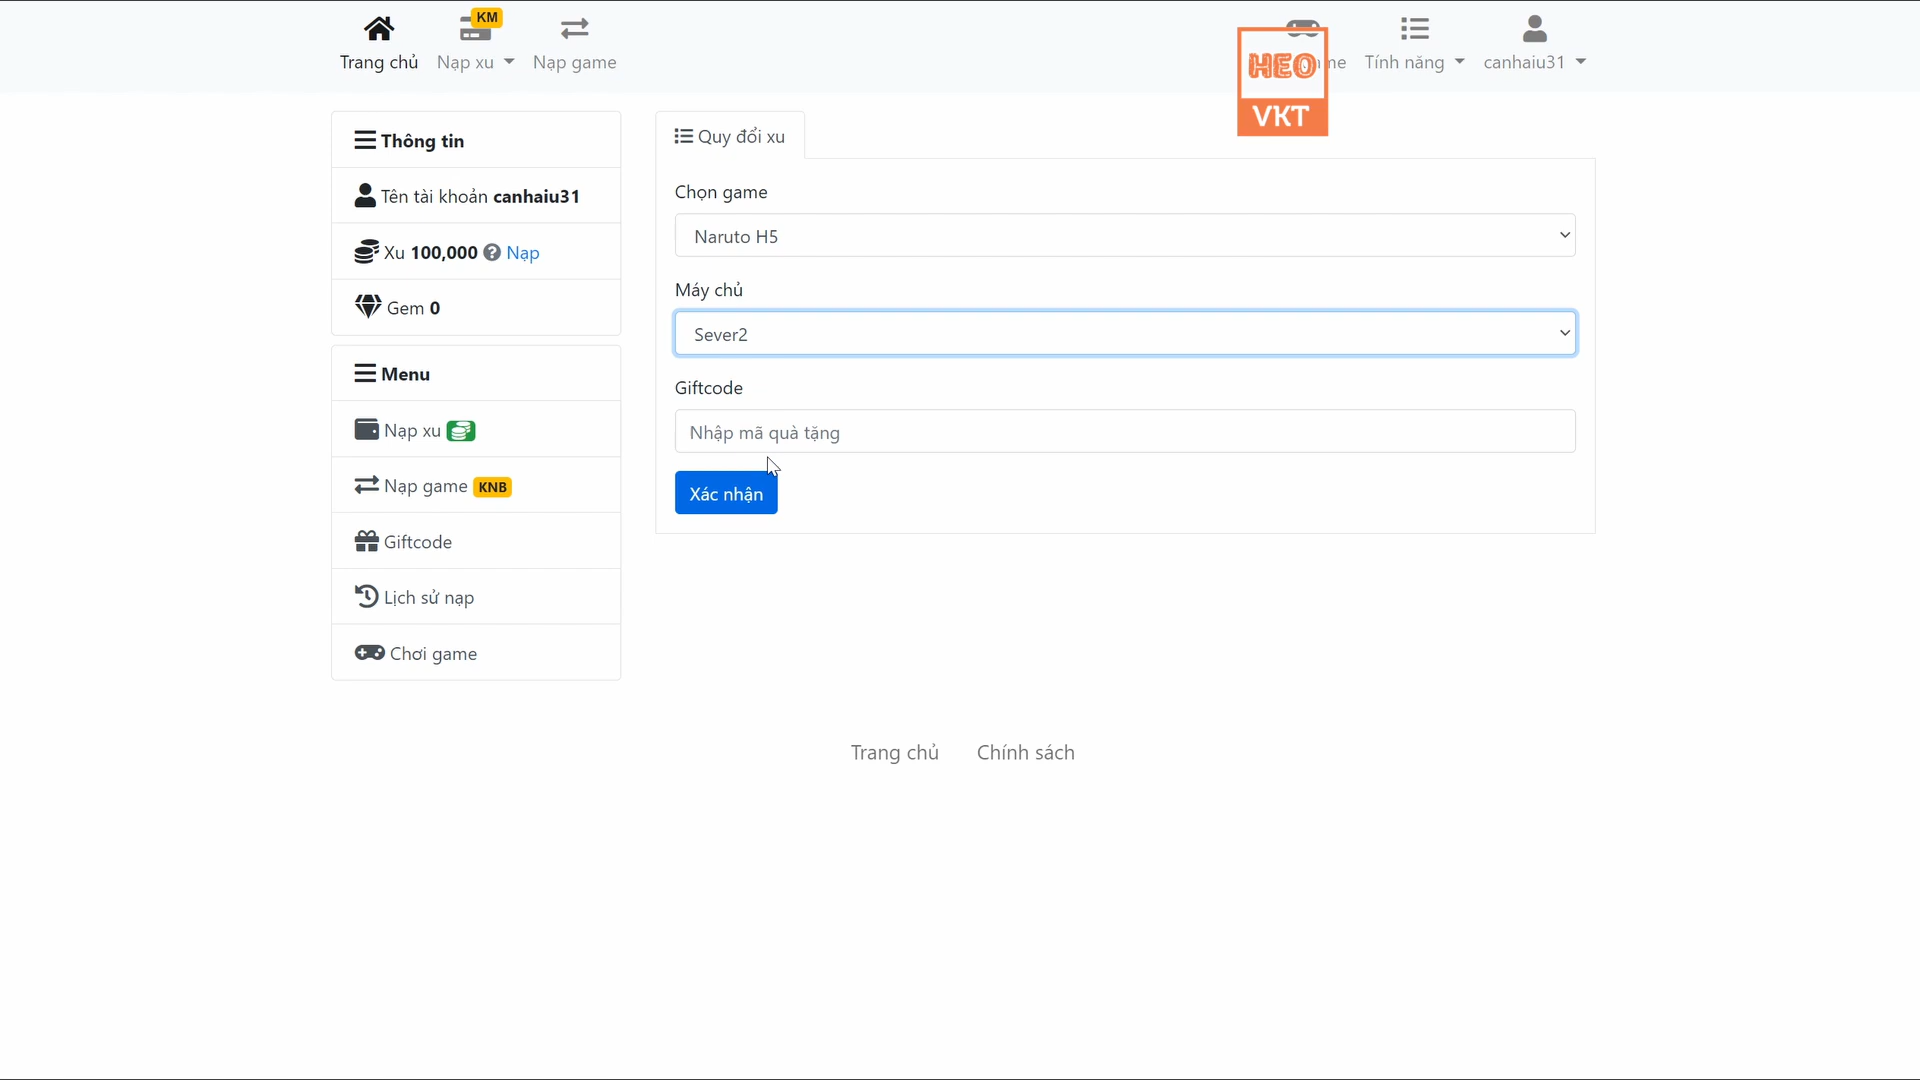 KM
Trang chủ
Nạp xu
Nạp game
HEO
VKT
Tính năng
canhaiu31
Thông tin
Tên tài khoản canhaiu31
Xu 100,000 Nạp
Gem 0
Menu
Nạp xu
Nạp game KNB
Giftcode
Lịch sử nạp
Chơi game
Quy đổi xu
Chọn game
Naruto H5
Máy chủ
Sever2
Giftcode
Nhập mã quà tặng
Xác nhận
Trang chủ
Chính sách